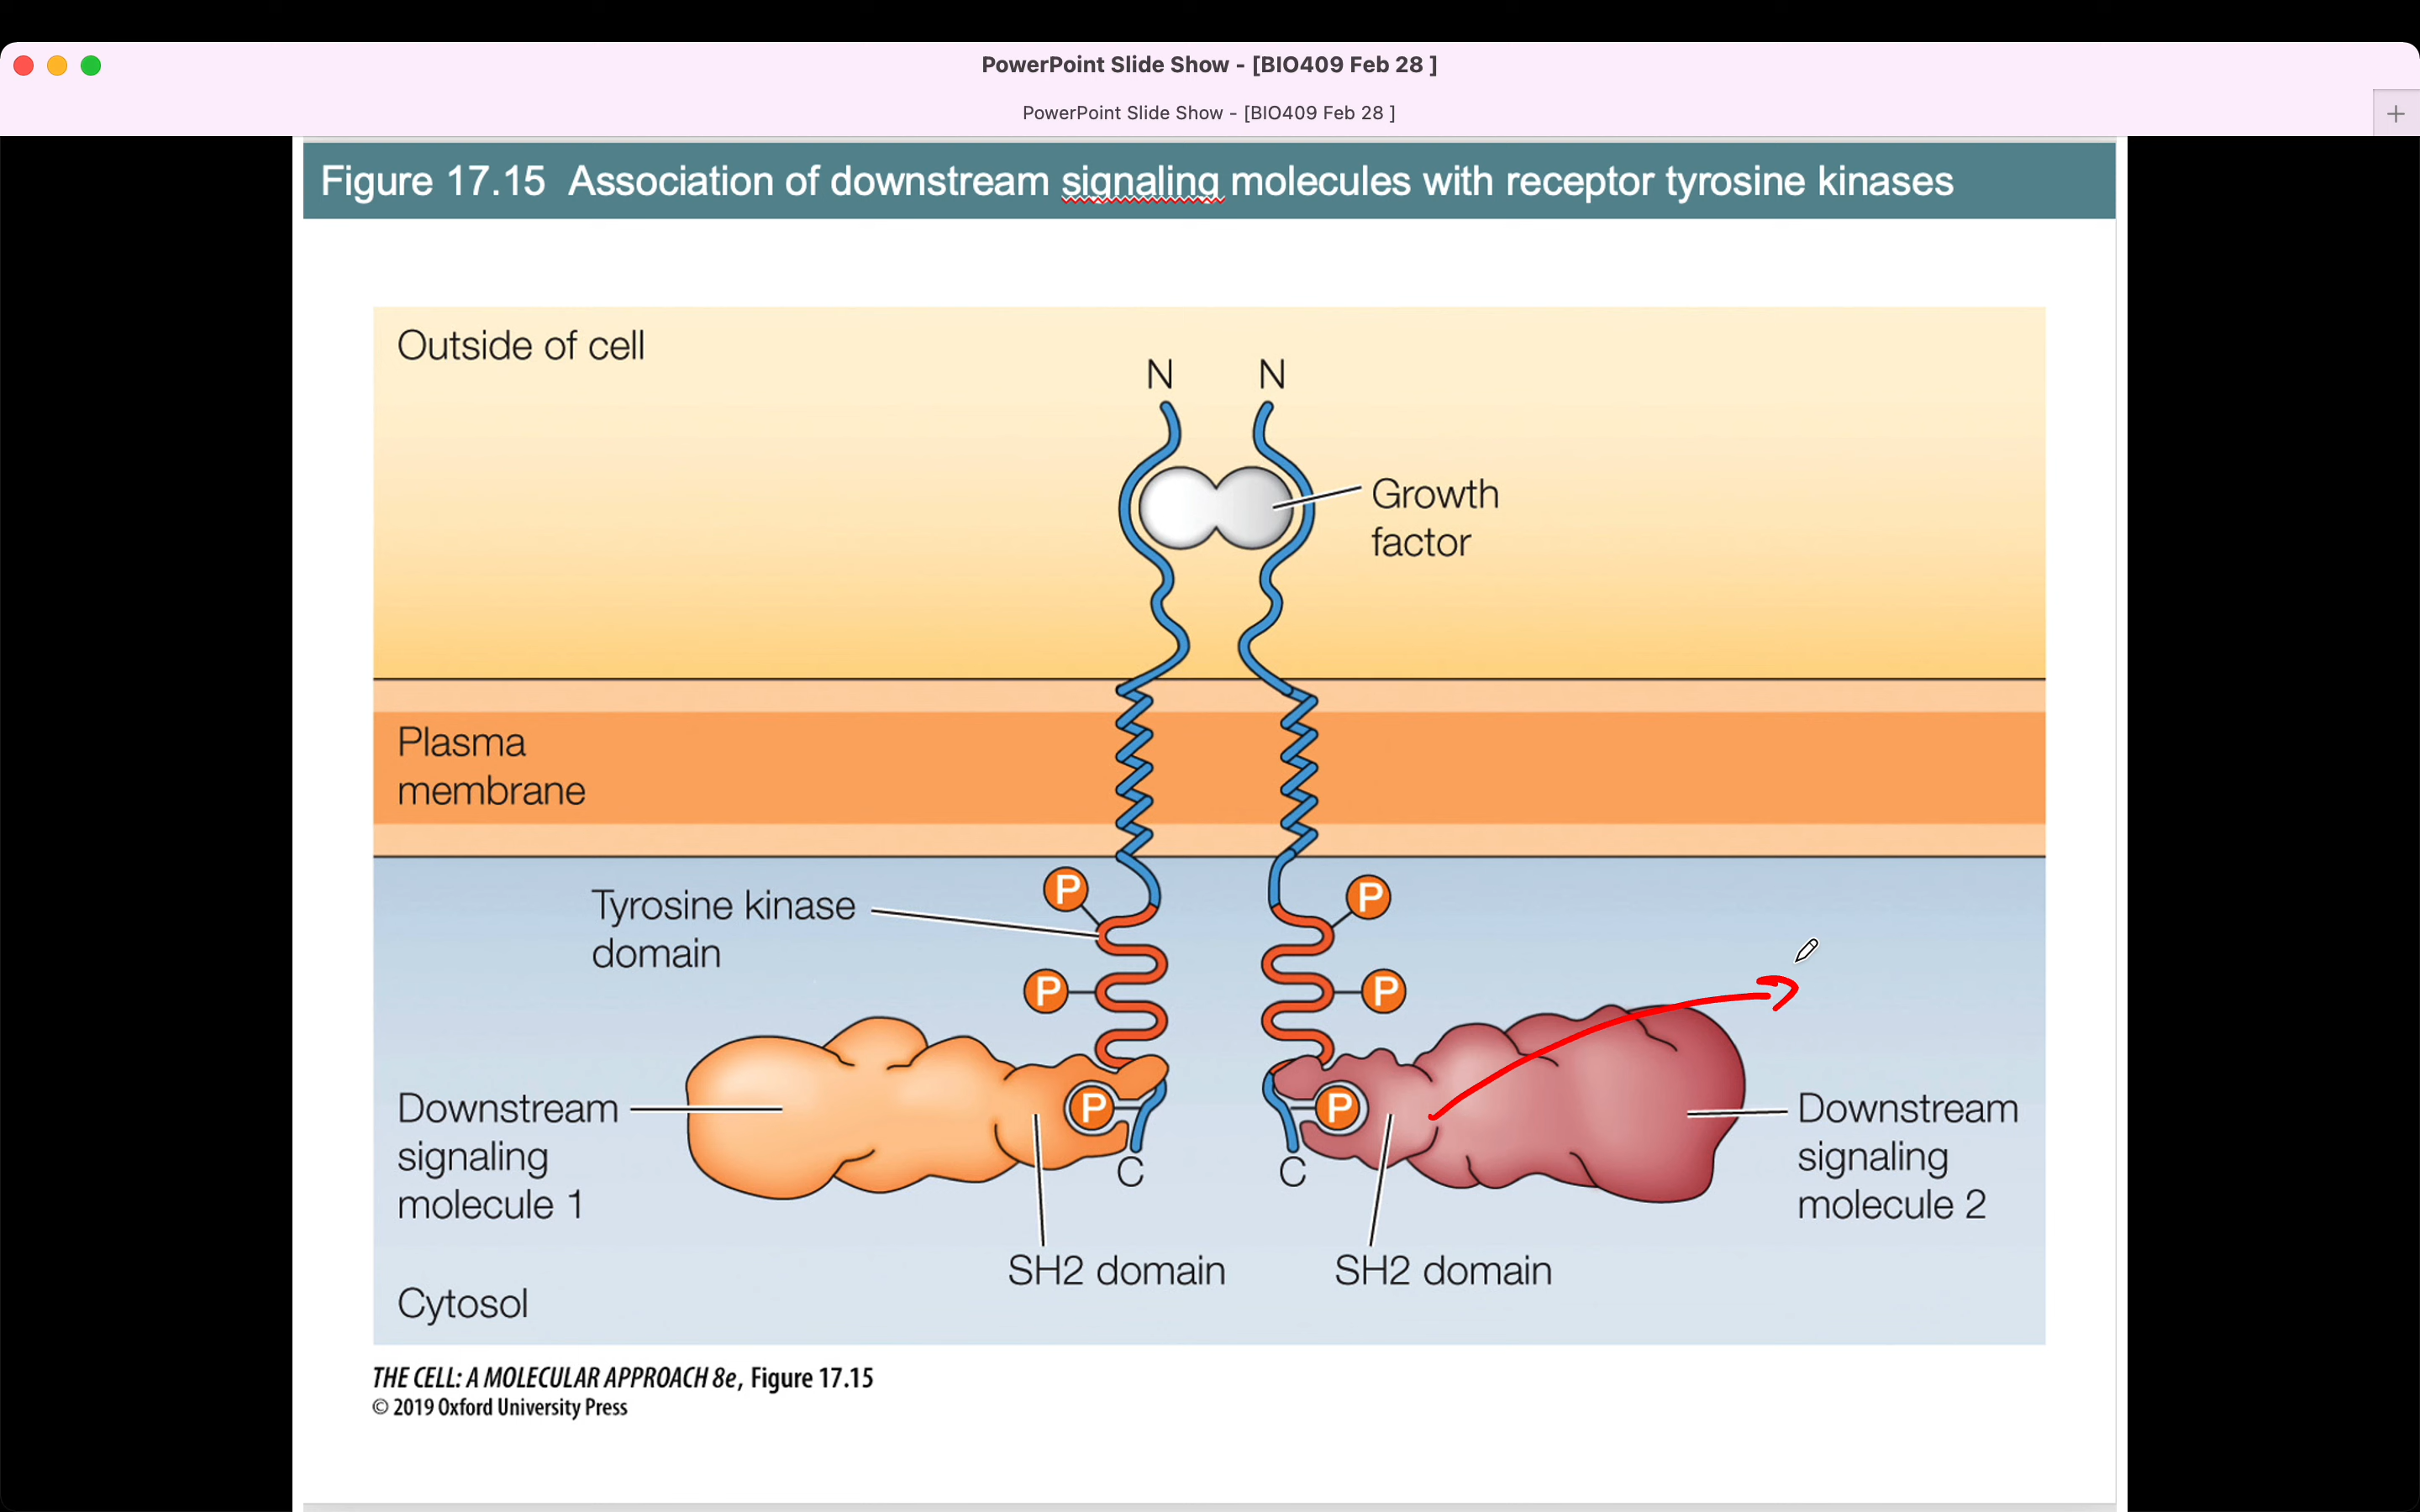 PowerPoint Slide Show - [BIO409 Feb 28 ]
PowerPoint Slide Show - [BIO409 Feb 28 ]
+
Figure 17.15 Association of downstream signaling molecules with receptor tyrosine kinases
Outside of cell
N
N
Growth
factor
Plasma
membrane
Tyrosine kinase
domain
P
P
P
P
Downstream
signaling
molecule 1
P
P
Downstream
signaling
molecule 2
C
C
SH2 domain
SH2 domain
Cytosol
THE CELL: A MOLECULAR APPROACH 8e, Figure 17.15
© 2019 Oxford University Press